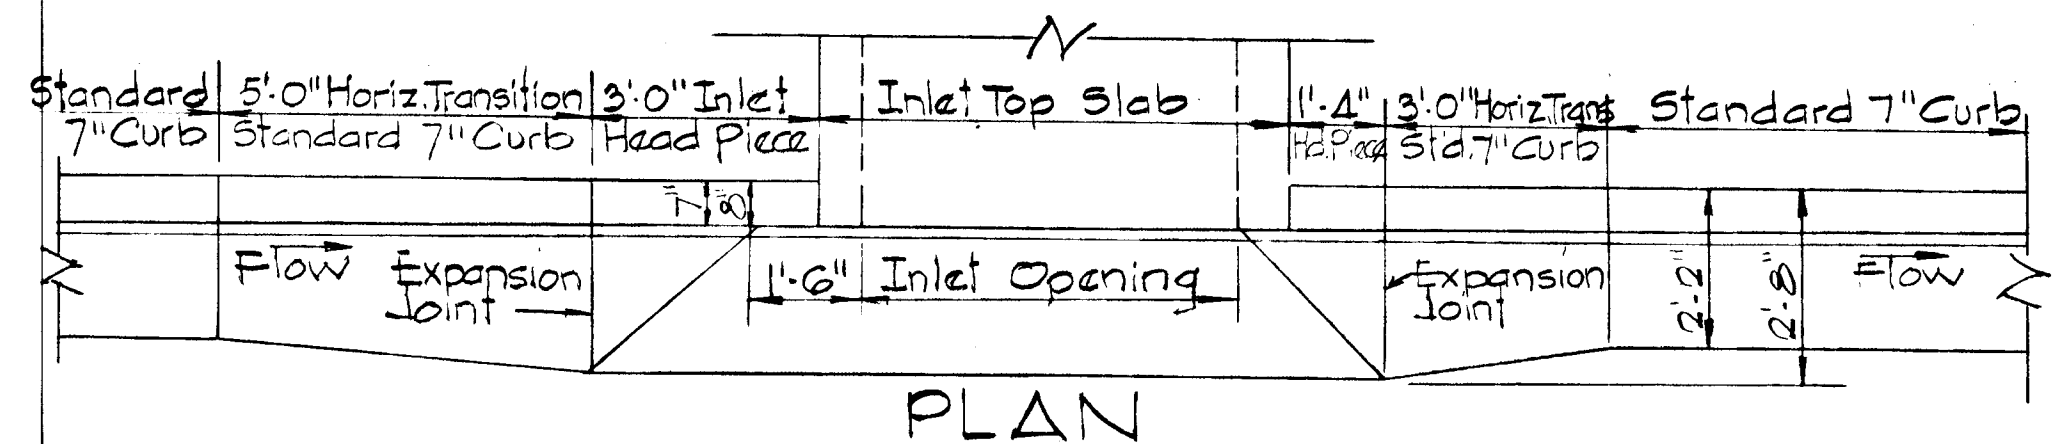 Standard
7" Curb
5'-0" Horiz. Transition
Standard 7" Curb
3'-0" Inlet
Head Piece
Inlet Top Slab
1'-4"
Hd. Piece
3'-0" Horiz. Trans
Std. 7" Curb
Standard 7" Curb
7"
8"
Flow
Expansion
Joint
1'-6"
Inlet Opening
Expansion
Joint
2'-2"
2'-8"
Flow
PLAN